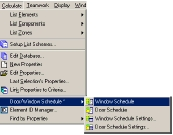 Calculate Teamwork Display Wind
List Elements
List Components
List Zones
Setup List Schemes...
Edit Database...
New Properties
Edit Properties...
Last Selection's Properties...
Link Properties to Criteria...
Door/Window Schedule
Window Schedule
Element ID Manager...
Door Schedule
Find by Properties
Window Schedule Settings...
Door Schedule Settings...